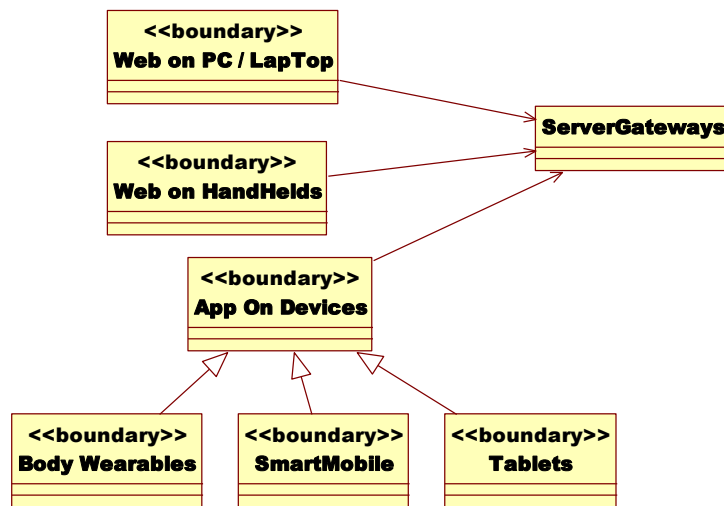 <<boundary>>
Web on PC / LapTop
ServerGateways
<<boundary>>
Web on HandHelds
<<boundary>>
App On Devices
<<boundary>>
Body Wearables
<<boundary>>
SmartMobile
<<boundary>>
Tablets